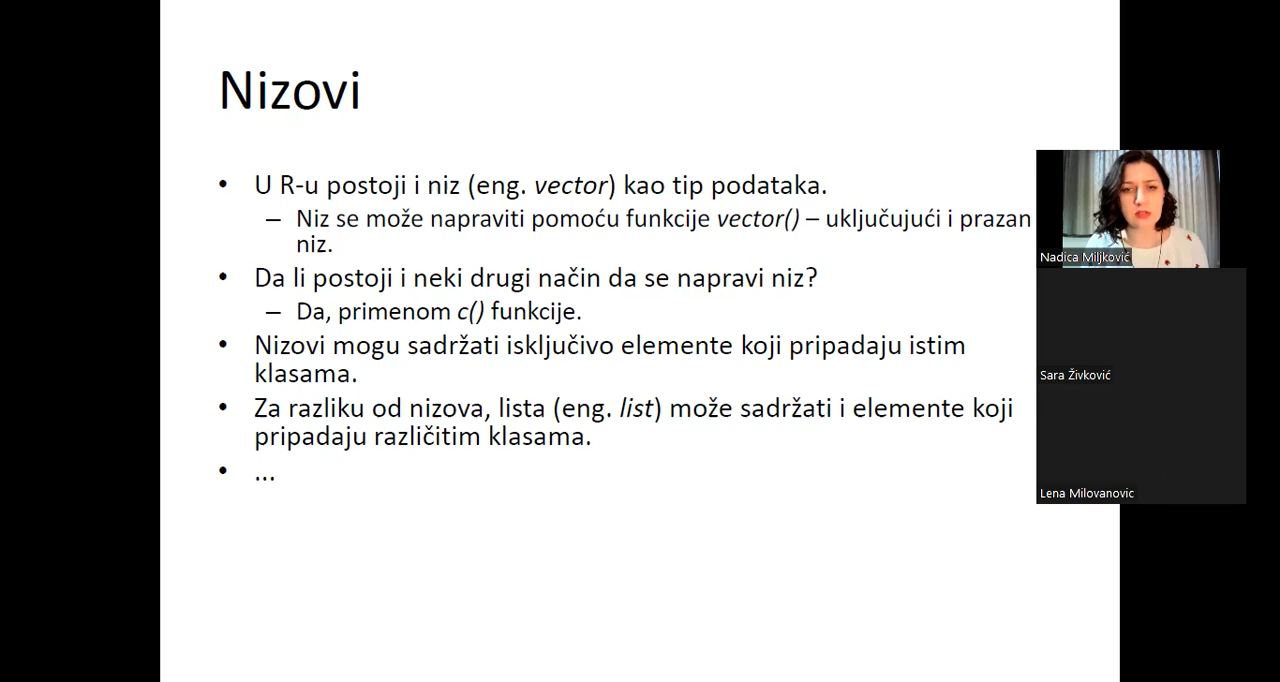 Nizovi
• U R-u postoji i niz (eng. vector) kao tip podataka.
– Niz se može napraviti pomoću funkcije vector() – uključujući i prazan
niz.
• Da li postoji i neki drugi način da se napravi niz?
– Da, primenom c() funkcije.
• Nizovi mogu sadržati isključivo elemente koji pripadaju istim
klasama.
• Za razliku od nizova, lista (eng. list) može sadržati i elemente koji
pripadaju različitim klasama.
• ...
Nadica Miljković
Sara Živković
Lena Milovanovic